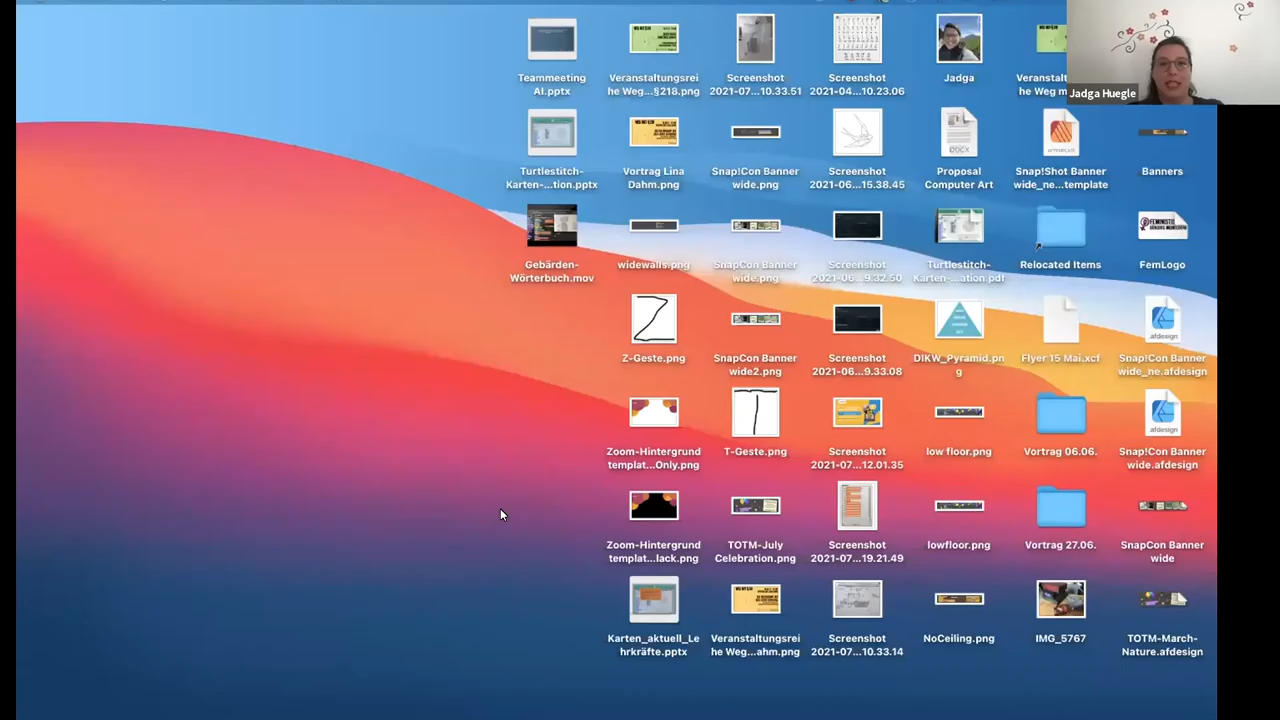 Teammeeting
AI.pptx
Veranstaltungsrei
he Weg...§218.png
Screenshot
2021-07...10.33.51
Screenshot
2021-04...10.23.06
Jadga
Veranstalt
he Weg m
Jadga Huegle
Turtlestitch-
Karten-...tion.pptx
Vortrag Lina
Dahm.png
Snap!Con Banner
wide.png
Screenshot
2021-06...15.38.45
DOCX
Proposal
Computer Art
Snap!Shot Banner
wide_ne...template
Banners
Gebärden-
Wörterbuch.mov
widewalls.png
SnapCon Banner
wide.png
Screenshot
2021-06...9.32.50
Turtlestitch-
Karten-...ation.pdf
Relocated Items
FemLogo
Z-Geste.png
SnapCon Banner
wide2.png
Screenshot
2021-06...9.33.08
DIKW_Pyramid.pn
g
Flyer 15 Mai.xcf
afdesign
Snap!Con Banner
wide_ne.afdesign
Zoom-Hintergrund
templat...Only.png
T-Geste.png
Screenshot
2021-07...12.01.35
low floor.png
Vortrag 06.06.
afdesign
Snap!Con Banner
wide.afdesign
Zoom-Hintergrund
templat...lack.png
TOTM-July
Celebration.png
Screenshot
2021-07...19.21.49
lowfloor.png
Vortrag 27.06.
SnapCon Banner
wide
Karten_aktuell_Le
hrkräfte.pptx
Veranstaltungsrei
he Weg...ahm.png
Screenshot
2021-07...10.33.14
NoCeiling.png
IMG_5767
TOTM-March-
Nature.afdesign